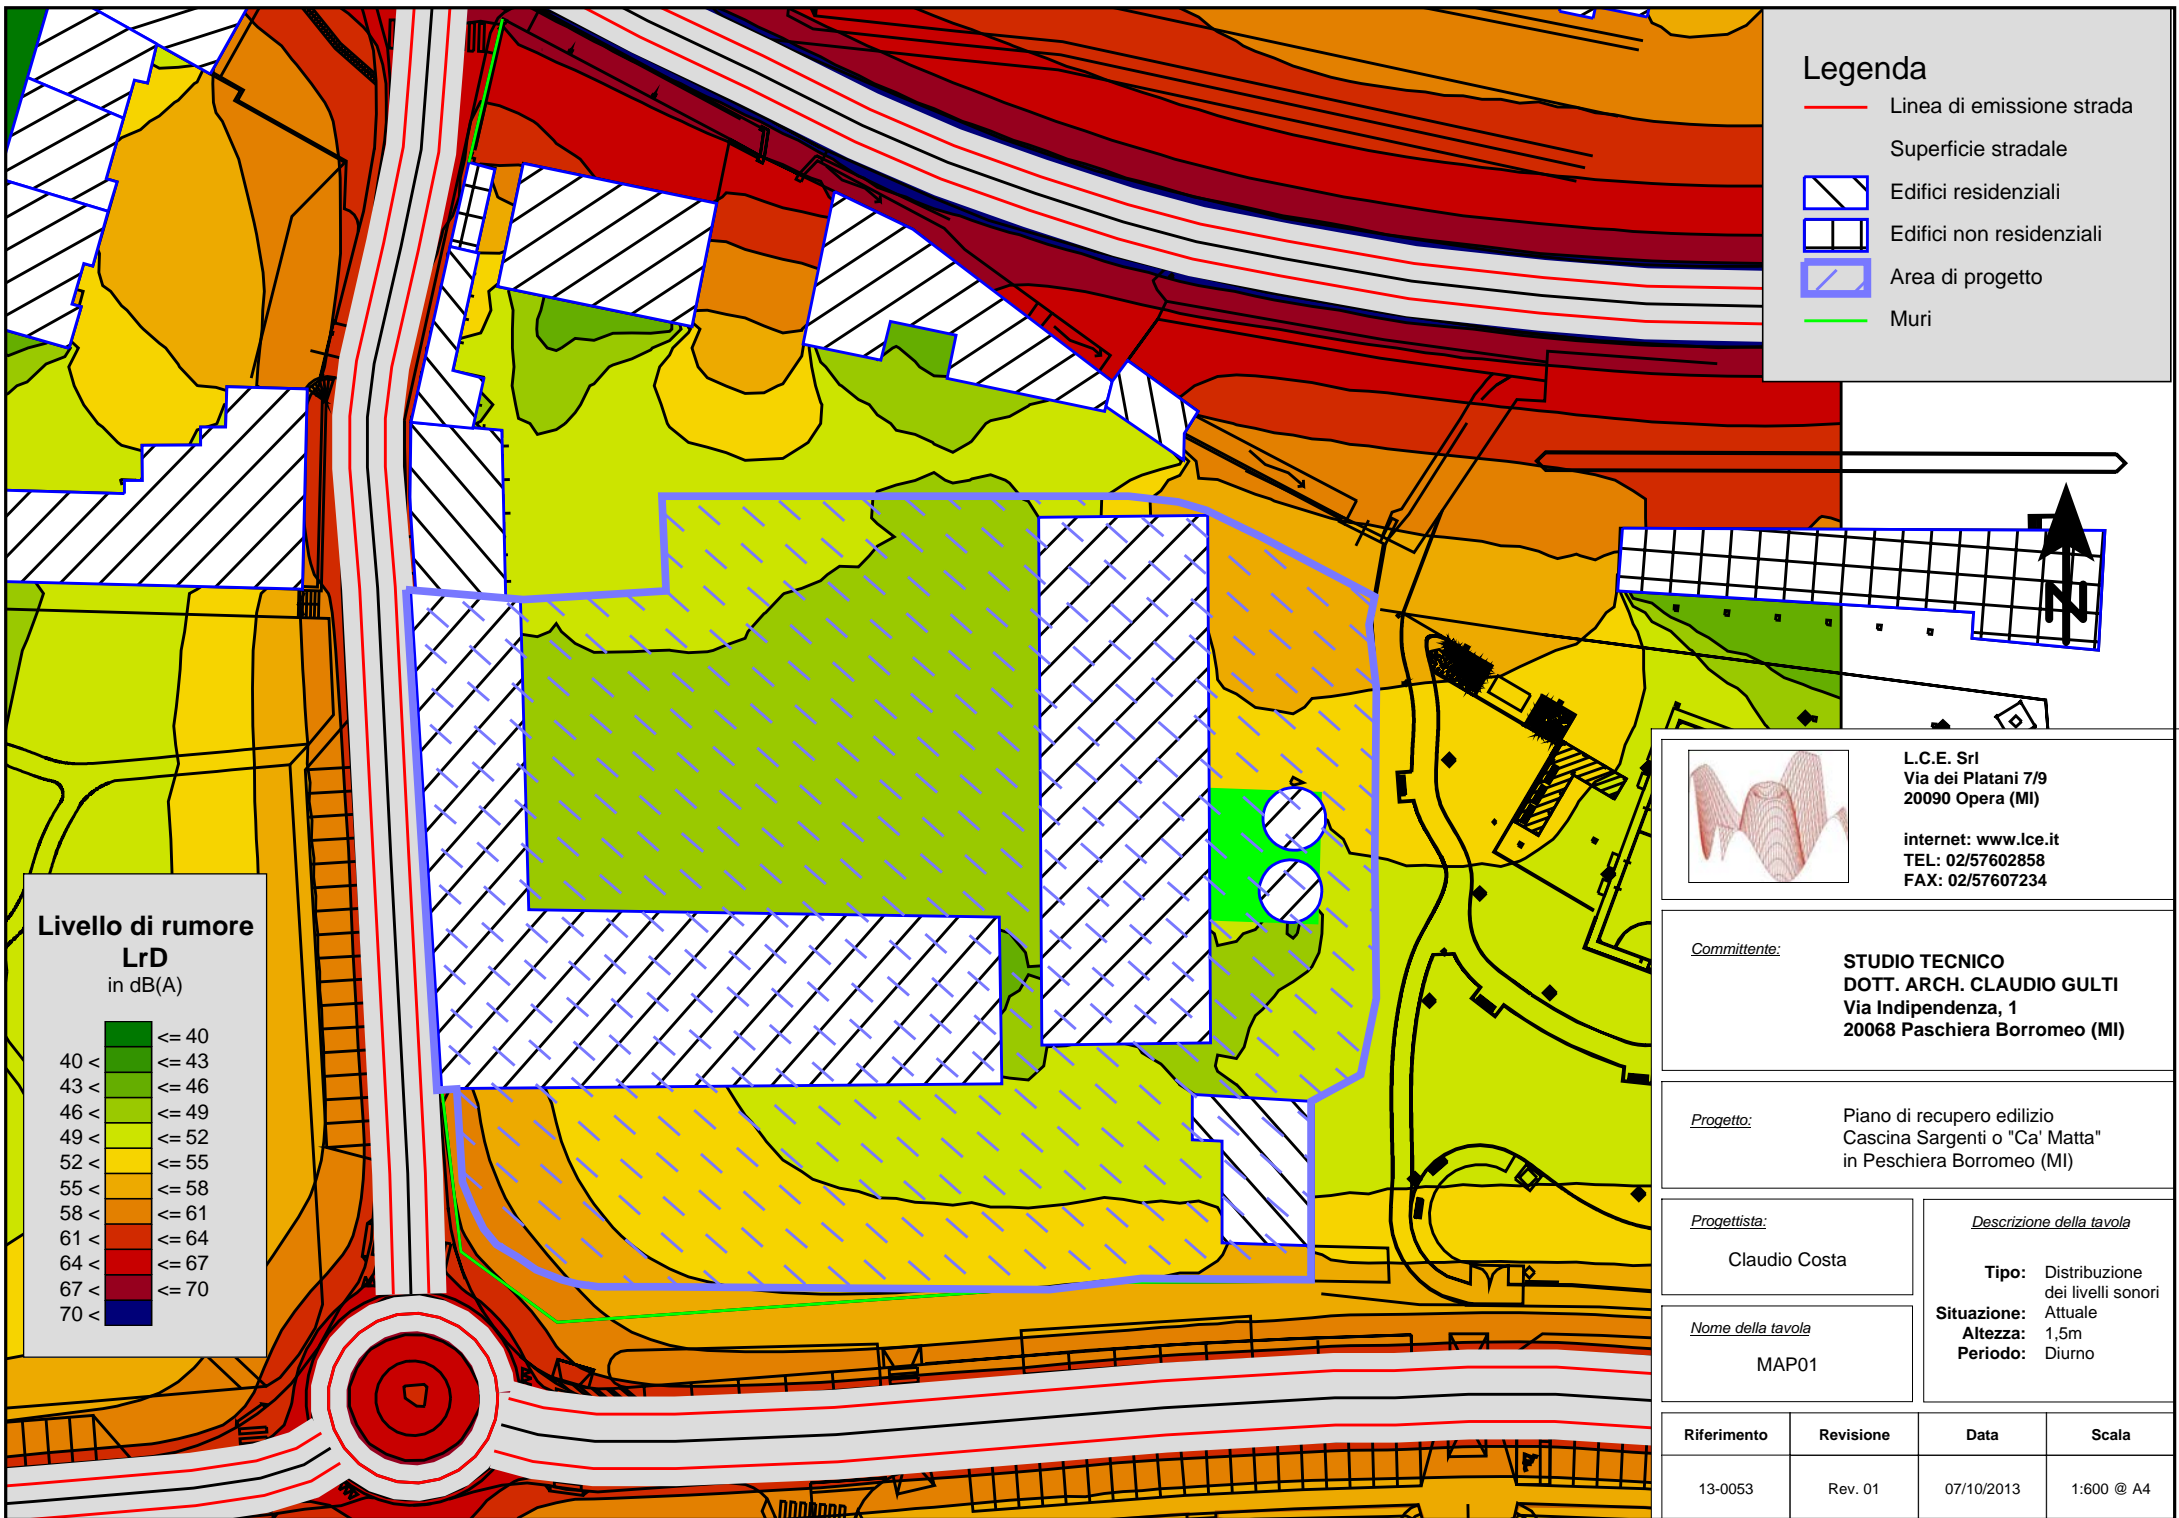 Legenda
Linea di emissione strada
Superficie stradale
Edifici residenziali
Edifici non residenziali
Area di progetto
Muri
N
Livello di rumore
LrD
in dB(A)
<= 40
40 < <= 43
43 < <= 46
46 < <= 49
49 < <= 52
52 < <= 55
55 < <= 58
58 < <= 61
61 < <= 64
64 < <= 67
67 < <= 70
70 <
L.C.E. Srl
Via dei Platani 7/9
20090 Opera (MI)
internet: www.lce.it
TEL: 02/57602858
FAX: 02/57607234
Committente:
STUDIO TECNICO
DOTT. ARCH. CLAUDIO GULTI
Via Indipendenza, 1
20068 Paschiera Borromeo (MI)
Progetto:
Piano di recupero edilizio
Cascina Sargenti o "Ca' Matta"
in Peschiera Borromeo (MI)
Progettista:
Claudio Costa
Nome della tavola
MAP01
Descrizione della tavola
Tipo: Distribuzione
dei livelli sonori
Situazione: Attuale
Altezza: 1,5m
Periodo: Diurno
Riferimento Revisione Data Scala
13-0053 Rev. 01 07/10/2013 1:600 @ A4